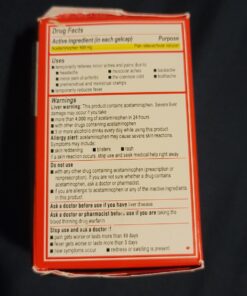 Drug Facts
Active ingredient (in each gelcap) Purpose
Acetaminophen 500 mg Pain reliever/fever reducer
Uses
■ temporarily relieves minor aches and pains due to:
■ headache ■ muscular aches ■ backache
■ minor pain of arthritis ■ the common cold ■ toothache
■ premenstrual and menstrual cramps
■ temporarily reduces fever
Warnings
Liver warning: This product contains acetaminophen. Severe liver
damage may occur if you take
■ more than 4,000 mg of acetaminophen in 24 hours
■ with other drugs containing acetaminophen
■ 3 or more alcoholic drinks every day while using this product
Allergy alert: acetaminophen may cause severe skin reactions.
Symptoms may include:
■ skin reddening ■ blisters ■ rash
If a skin reaction occurs, stop use and seek medical help right away.
Do not use
■ with any other drug containing acetaminophen (prescription or
nonprescription). If you are not sure whether a drug contains
acetaminophen, ask a doctor or pharmacist.
■ if you are allergic to acetaminophen or any of the inactive ingredients
in this product
Ask a doctor before use if you have liver disease
Ask a doctor or pharmacist before use if you are taking the
blood thinning drug warfarin
Stop use and ask a doctor if
■ pain gets worse or lasts more than 10 days
■ fever gets worse or lasts more than 3 days
■ new symptoms occur ■ redness or swelling is present